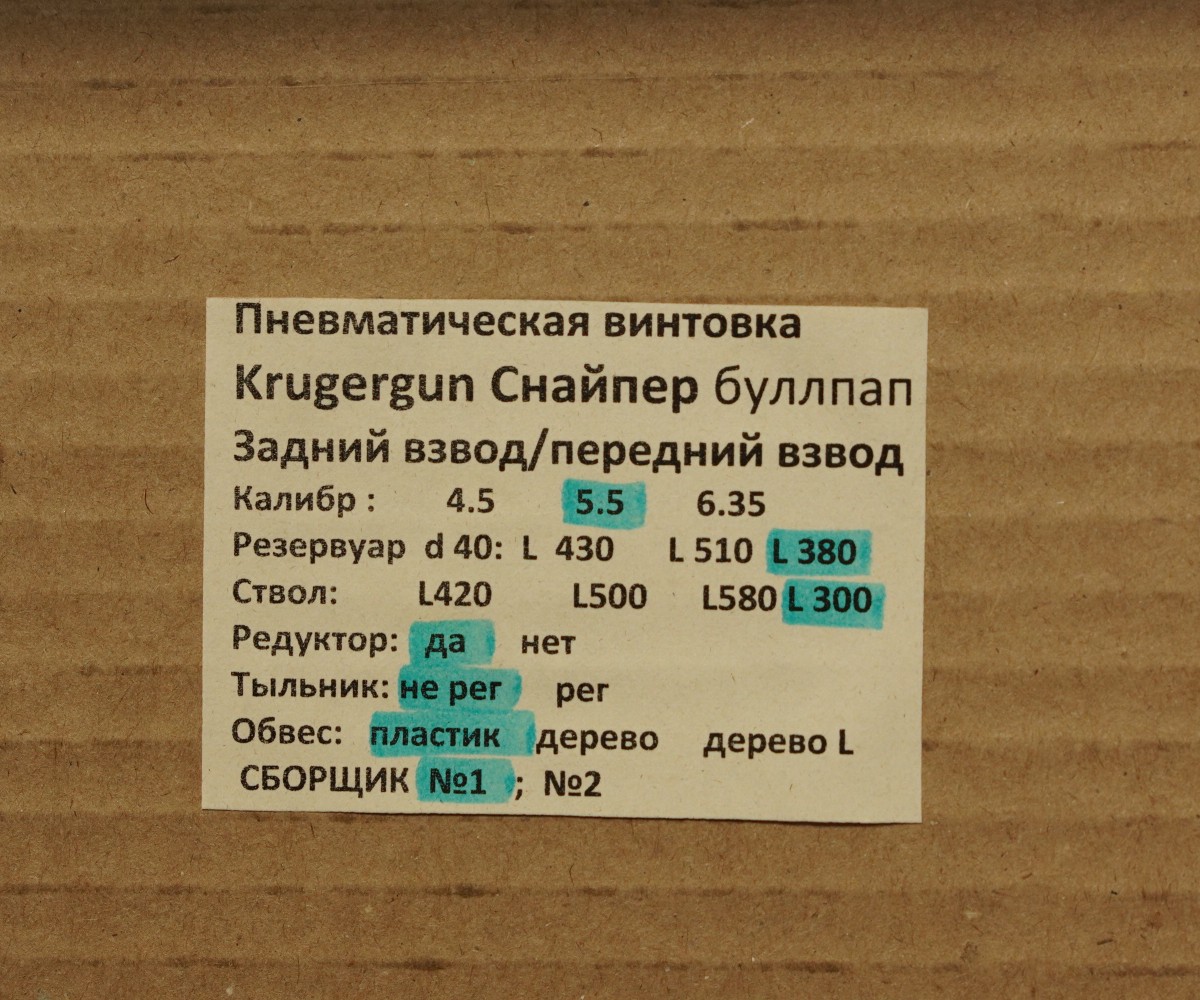 Пневматическая винтовка
Krugergun Снайпер буллпап
Задний взвод/передний взвод
Калибр : 4.5 5.5 6.35
Резервуар d 40: L 430 L 510 L 380
Ствол: L420 L500 L580 L 300
Редуктор: да нет
Тыльник: не рег рег
Обвес: пластик дерево дерево L
СБОРЩИК №1 ; №2